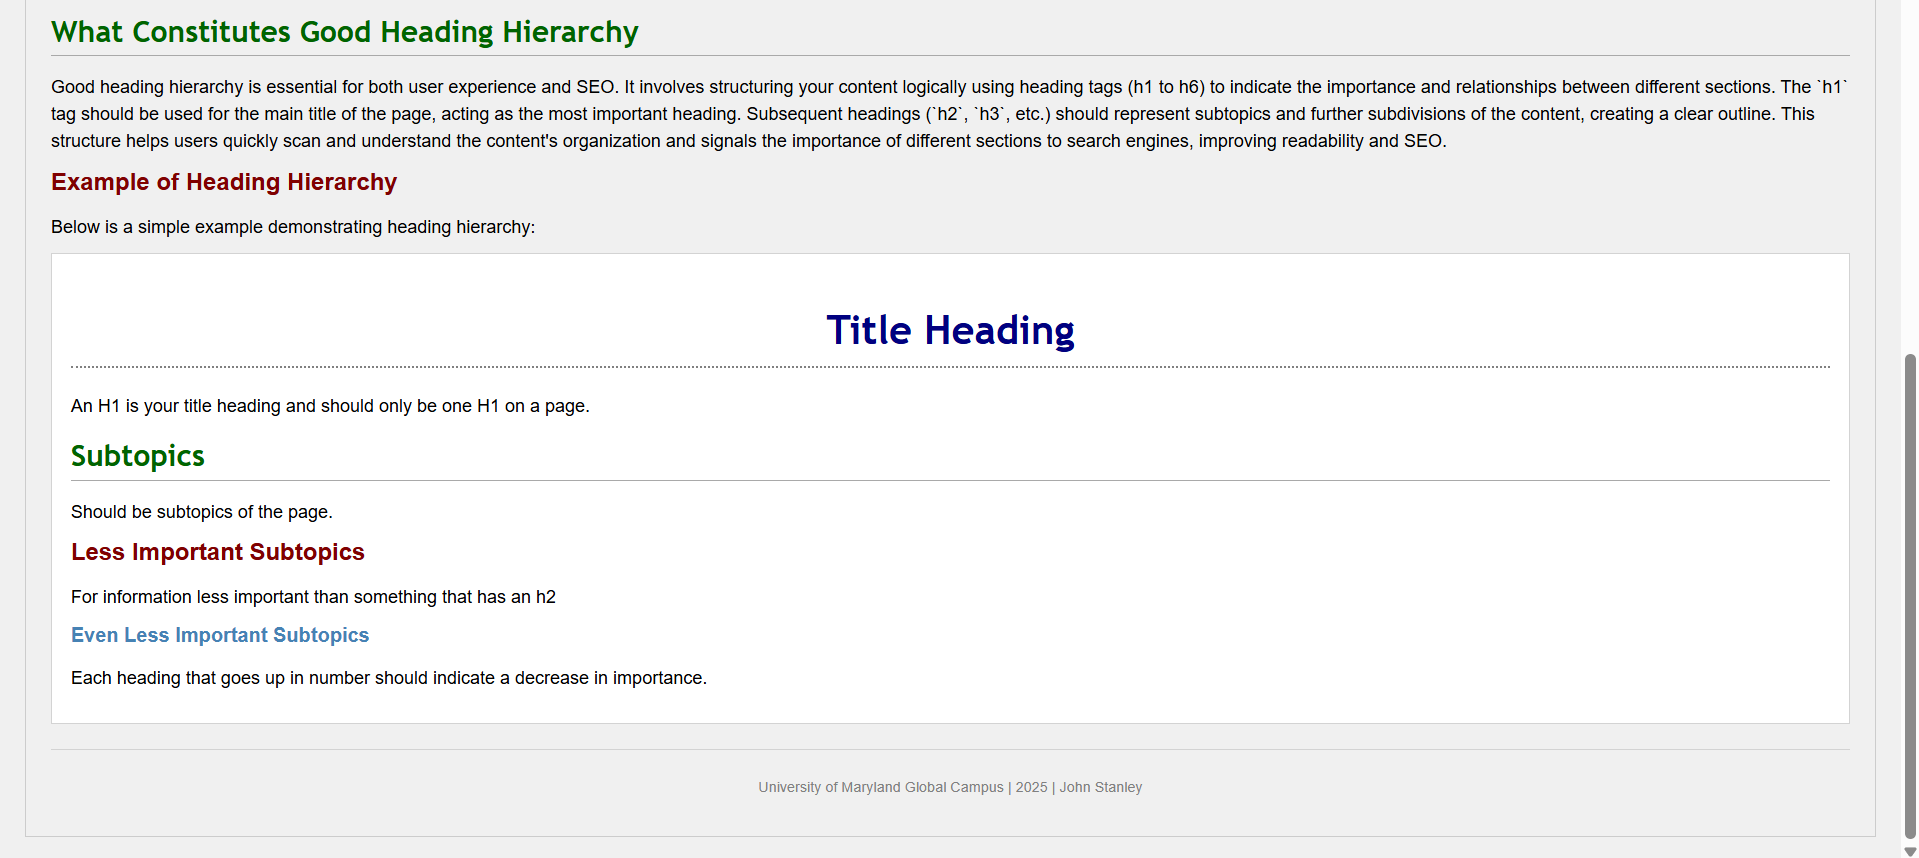 What Constitutes Good Heading Hierarchy
Good heading hierarchy is essential for both user experience and SEO. It involves structuring your content logically using heading tags (h1 to h6) to indicate the importance and relationships between different sections. The `h1`
tag should be used for the main title of the page, acting as the most important heading. Subsequent headings (`h2`, `h3`, etc.) should represent subtopics and further subdivisions of the content, creating a clear outline. This
structure helps users quickly scan and understand the content's organization and signals the importance of different sections to search engines, improving readability and SEO.
Example of Heading Hierarchy
Below is a simple example demonstrating heading hierarchy:
Title Heading
An H1 is your title heading and should only be one H1 on a page.
Subtopics
Should be subtopics of the page.
Less Important Subtopics
For information less important than something that has an h2
Even Less Important Subtopics
Each heading that goes up in number should indicate a decrease in importance.
University of Maryland Global Campus | 2025 | John Stanley